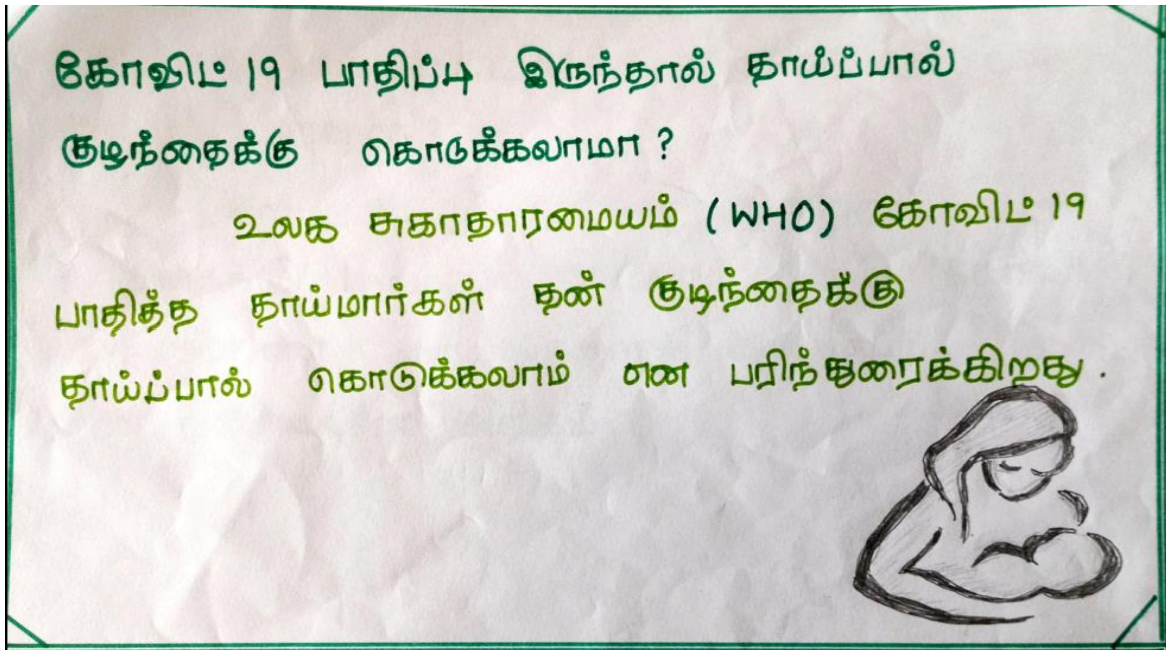 கோவிட் 19 பாதிப்பு இருந்தால் தாய்ப்பால்
குழந்தைக்கு கொடுக்கலாமா ?
உலக சுகாதாரமையம் (WHO) கோவிட் 19
பாதித்த தாய்மார்கள் தன் குழந்தைக்கு
தாய்ப்பால் கொடுக்கலாம் என பரிந்துரைக்கிறது .